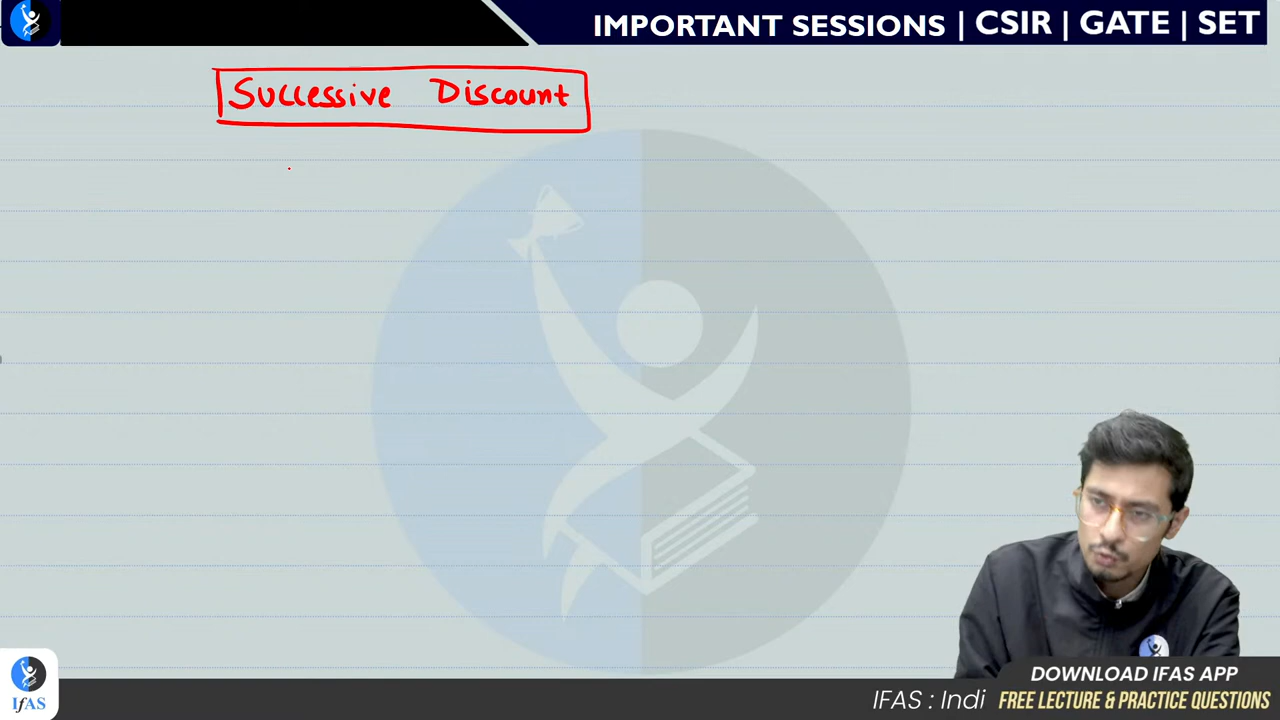 IMPORTANT SESSIONS | CSIR | GATE | SET
Successive Discount
IfAS
DOWNLOAD IFAS APP
IFAS : Indi FREE LECTURE & PRACTICE QUESTIONS